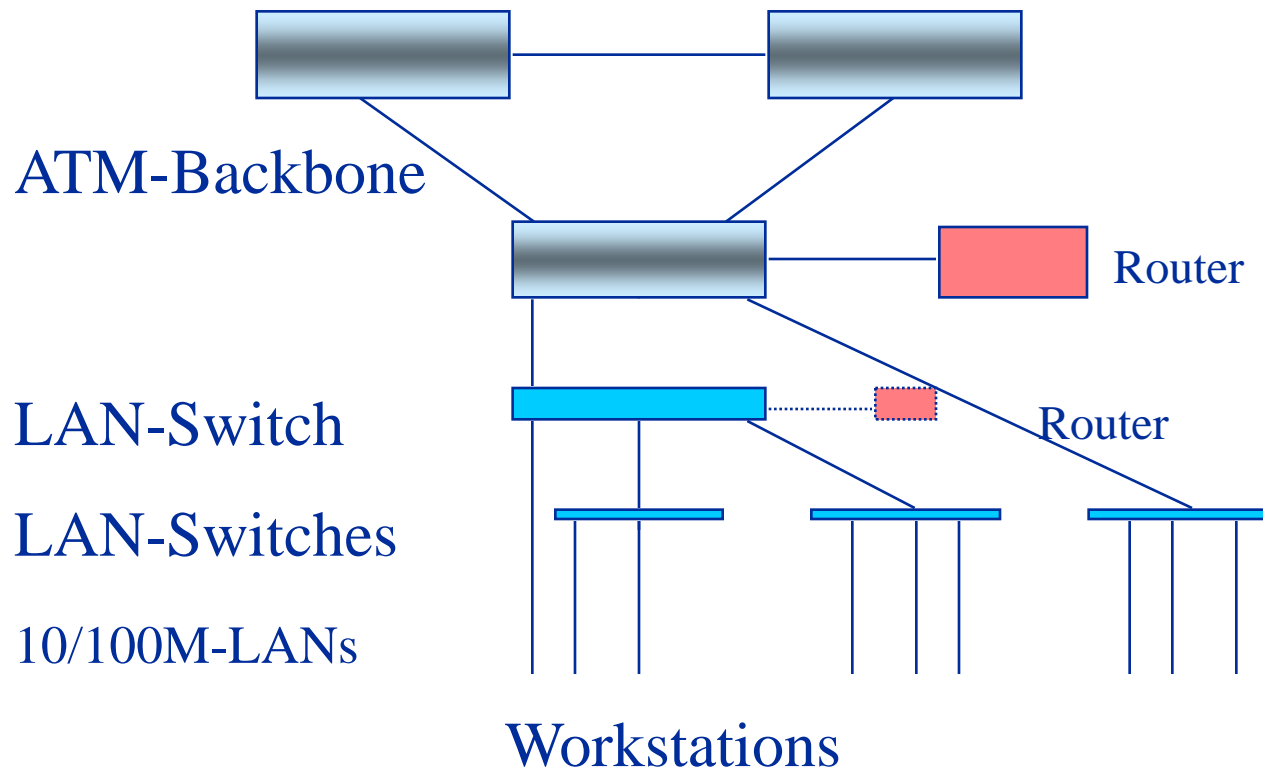 ATM-Backbone
Router
LAN-Switch
Router
LAN-Switches
10/100M-LANs
Workstations